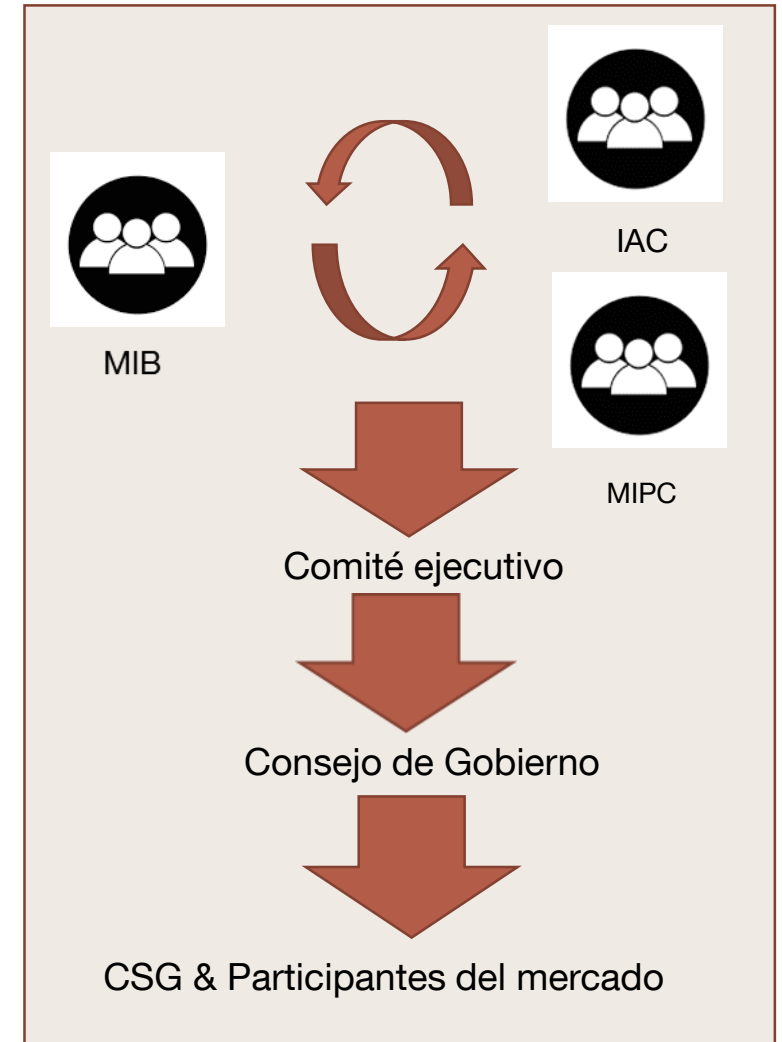 IAC
MIB
MIPC
Comité ejecutivo
Consejo de Gobierno
CSG & Participantes del mercado